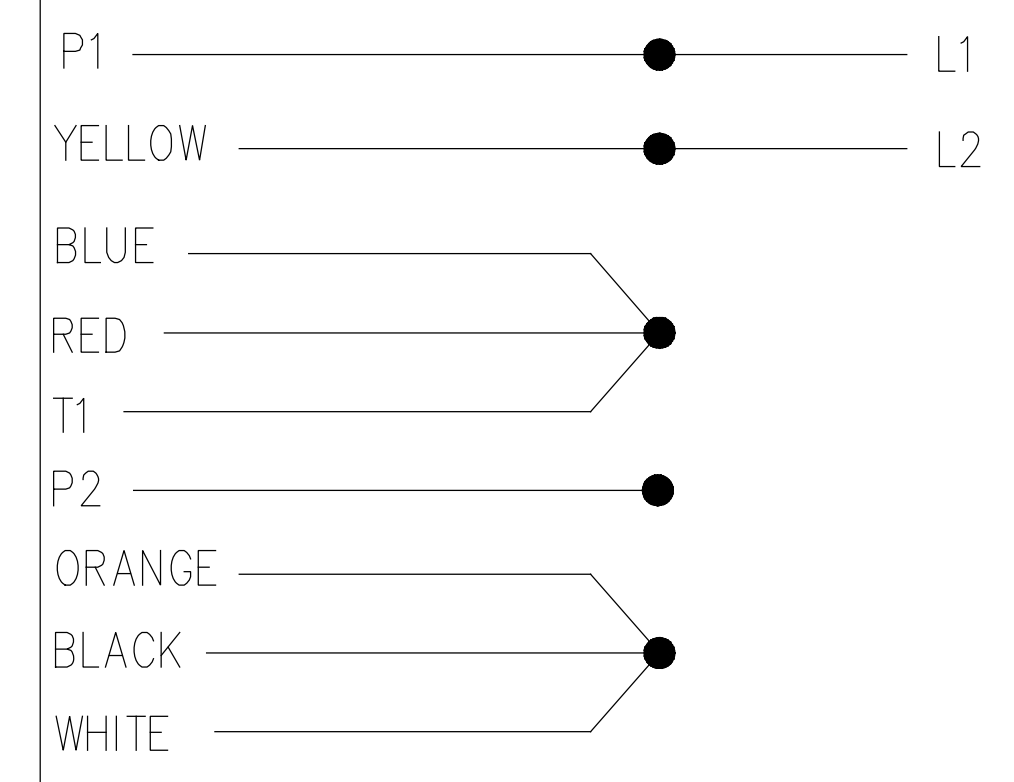 P1 L1
YELLOW L2
BLUE
RED
T1
P2
ORANGE
BLACK
WHITE